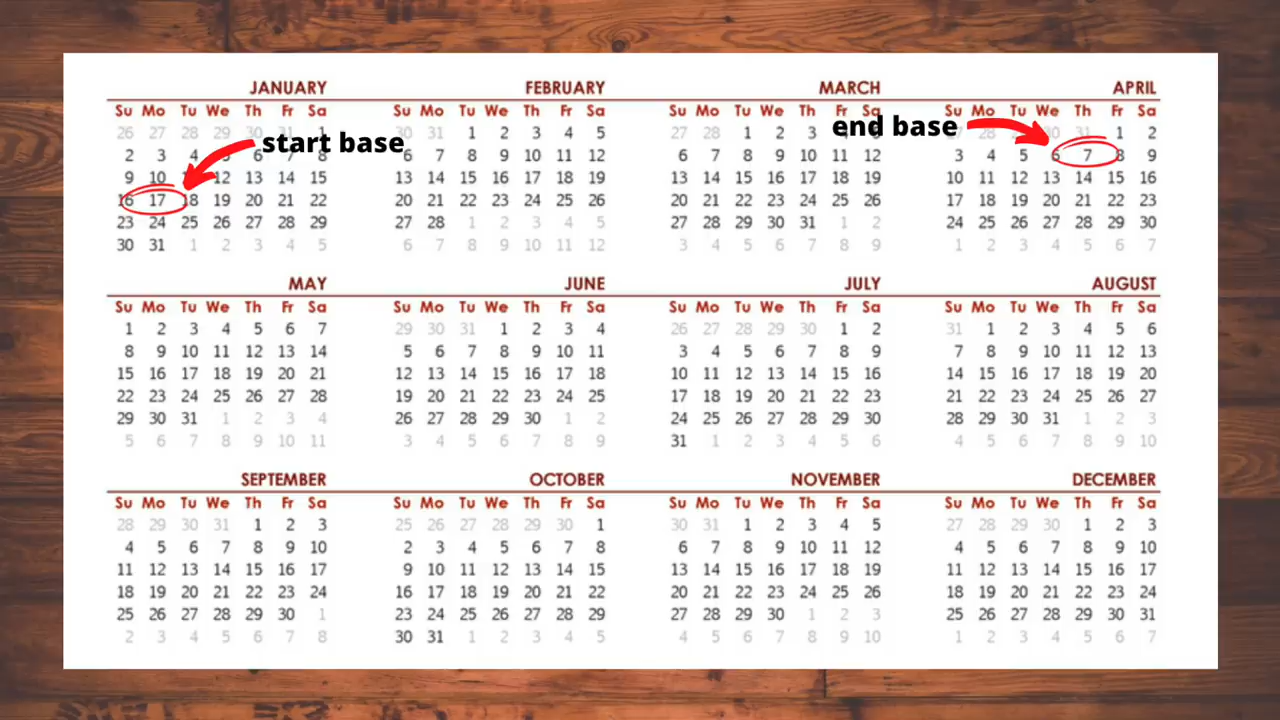 JANUARY
Su Mo Tu We Th Fr Sa
26 27 28 29 30 31 1
2 3 4 5 6 7 8
9 10 12 13 14 15
16 17 18 19 20 21 22
23 24 25 26 27 28 29
30 31 1 2 3 4 5
start base
FEBRUARY
Su Mo Tu We Th Fr Sa
30 31 1 2 3 4 5
6 7 8 9 10 11 12
13 14 15 16 17 18 19
20 21 22 23 24 25 26
27 28 1 2 3 4 5
6 7 8 9 10 11 12
MARCH
Su Mo Tu We Th Fr Sa
27 28 1 2 3 4
6 7 8 9 10 11 12
13 14 15 16 17 18 19
20 21 22 23 24 25 26
27 28 29 30 31 1 2
3 4 5 6 7 8 9
end base
APRIL
Su Mo Tu We Th Fr Sa
28 30 31 1 2
3 4 5 6 7 8 9
10 11 12 13 14 15 16
17 18 19 20 21 22 23
24 25 26 27 28 29 30
1 2 3 4 5 6 7
MAY
Su Mo Tu We Th Fr Sa
1 2 3 4 5 6 7
8 9 10 11 12 13 14
15 16 17 18 19 20 21
22 23 24 25 26 27 28
29 30 31 1 2 3 4
5 6 7 8 9 10 11
JUNE
Su Mo Tu We Th Fr Sa
29 30 31 1 2 3 4
5 6 7 8 9 10 11
12 13 14 15 16 17 18
19 20 21 22 23 24 25
26 27 28 29 30 1 2
3 4 5 6 7 8 9
JULY
Su Mo Tu We Th Fr Sa
26 27 28 29 30 1 2
3 4 5 6 7 8 9
10 11 12 13 14 15 16
17 18 19 20 21 22 23
24 25 26 27 28 29 30
31 1 2 3 4 5 6
AUGUST
Su Mo Tu We Th Fr Sa
31 1 2 3 4 5 6
7 8 9 10 11 12 13
14 15 16 17 18 19 20
21 22 23 24 25 26 27
28 29 30 31 1 2 3
4 5 6 7 8 9 10
SEPTEMBER
Su Mo Tu We Th Fr Sa
28 29 30 31 1 2 3
4 5 6 7 8 9 10
11 12 13 14 15 16 17
18 19 20 21 22 23 24
25 26 27 28 29 30 1
2 3 4 5 6 7 8
OCTOBER
Su Mo Tu We Th Fr Sa
25 26 27 28 29 30 1
2 3 4 5 6 7 8
9 10 11 12 13 14 15
16 17 18 19 20 21 22
23 24 25 26 27 28 29
30 31 1 2 3 4 5
NOVEMBER
Su Mo Tu We Th Fr Sa
30 31 1 2 3 4 5
6 7 8 9 10 11 12
13 14 15 16 17 18 19
20 21 22 23 24 25 26
27 28 29 30 1 2 3
4 5 6 7 8 9 10
DECEMBER
Su Mo Tu We Th Fr Sa
27 28 29 30 1 2 3
4 5 6 7 8 9 10
11 12 13 14 15 16 17
18 19 20 21 22 23 24
25 26 27 28 29 30 31
1 2 3 4 5 6 7